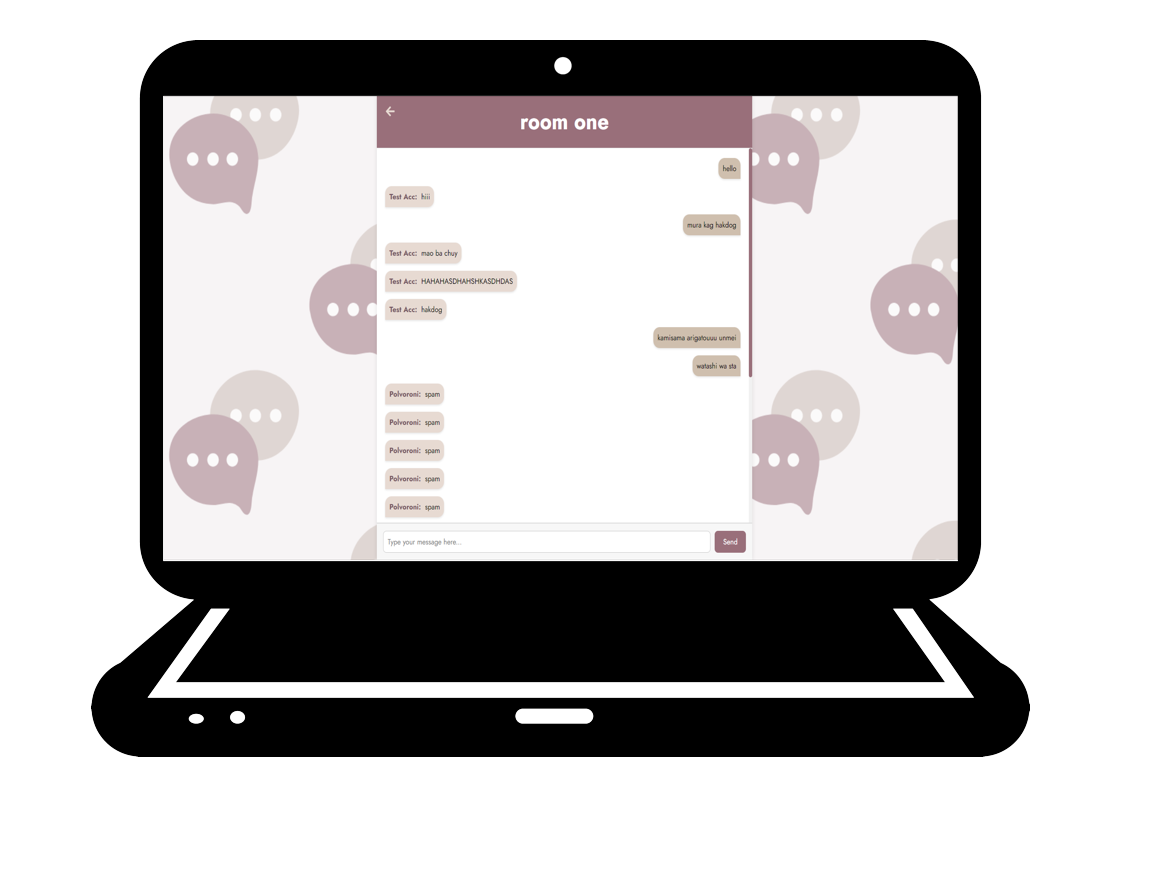 room one
hello
Test Acc: hiii
mura kag hakdog
Test Acc: mao ba chuy
Test Acc: HAHAHASDHAHSHKASDHDAS
Test Acc: hakdog
kamisama arigatouuu unmei
watashi wa sta
Polvoroni: spam
Polvoroni: spam
Polvoroni: spam
Polvoroni: spam
Polvoroni: spam
Type your message here...
Send